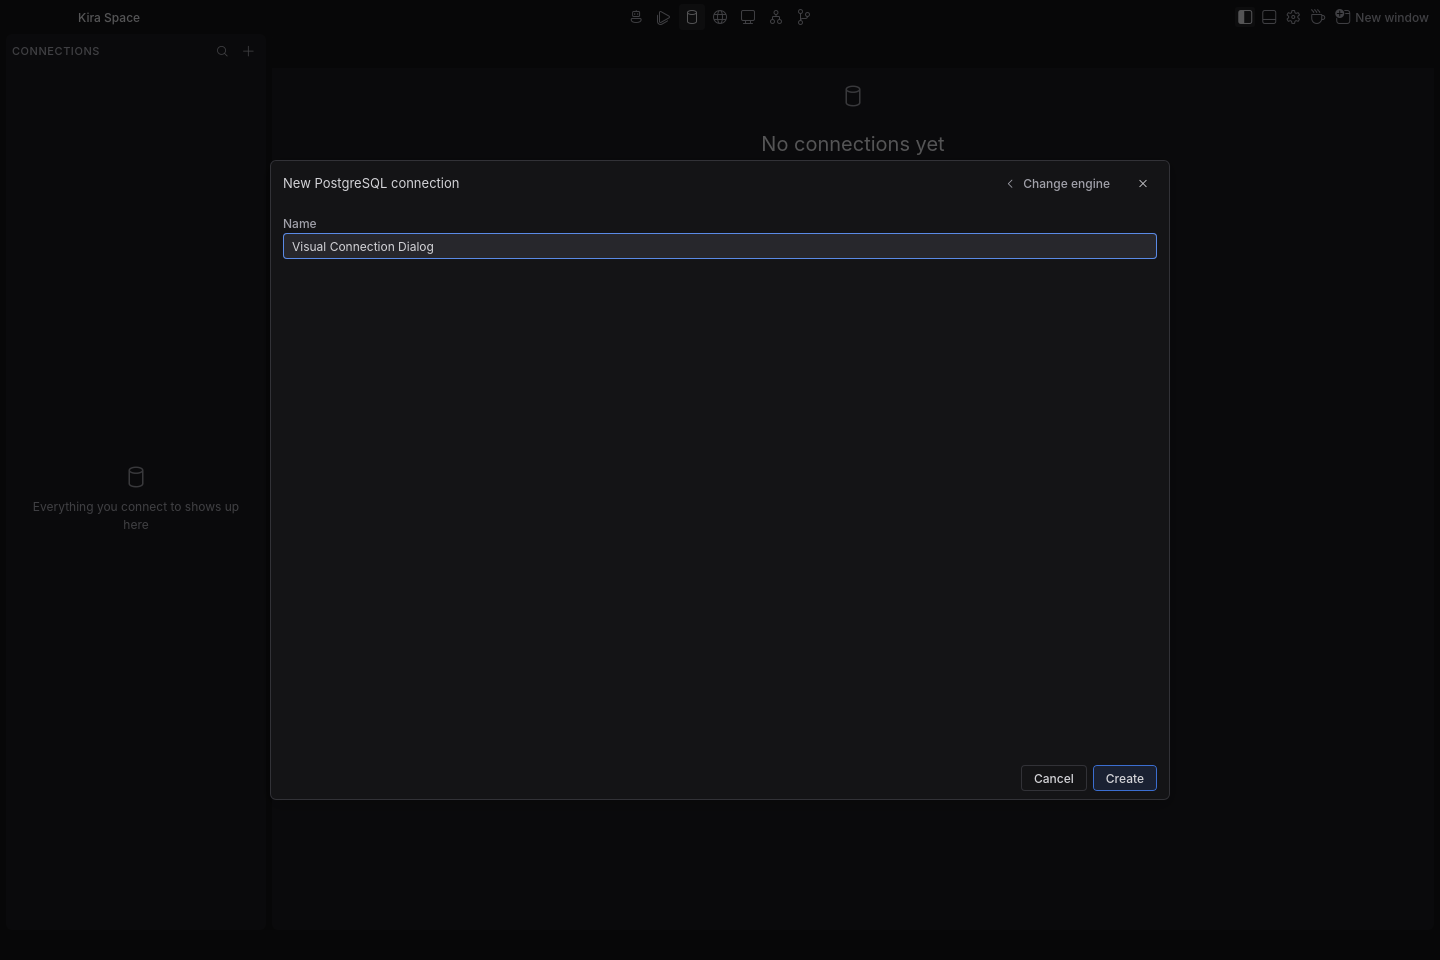 Kira Space
New window
CONNECTIONS
No connections yet
New PostgreSQL connection
Change engine
Name
Visual Connection Dialog
Everything you connect to shows up
here
Cancel
Create